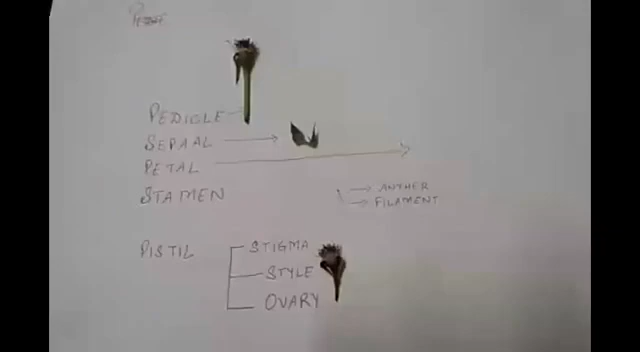 PEDICLE
SEPAAL
PETAL
STAMEN
ANTHER
FILAMENT
PISTIL
STIGMA
STYLE
OVARY